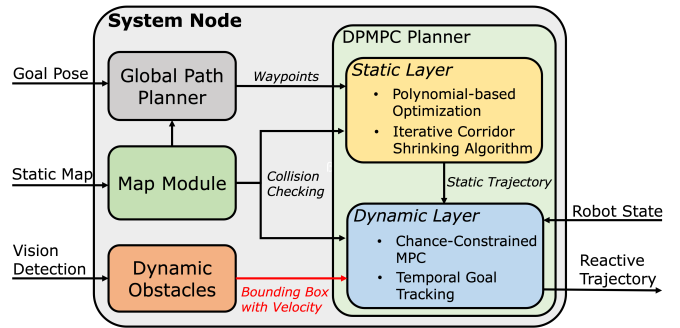 System Node
DPMPC Planner
Goal Pose
Global Path
Planner
Waypoints
Static Layer
• Polynomial-based
Optimization
• Iterative Corridor
Shrinking Algorithm
Static Map
Map Module
Collision
Checking
Static Trajectory
Dynamic Layer
• Chance-Constrained
MPC
• Temporal Goal
Tracking
Robot State
Vision
Detection
Dynamic
Obstacles
Bounding Box
with Velocity
Reactive
Trajectory